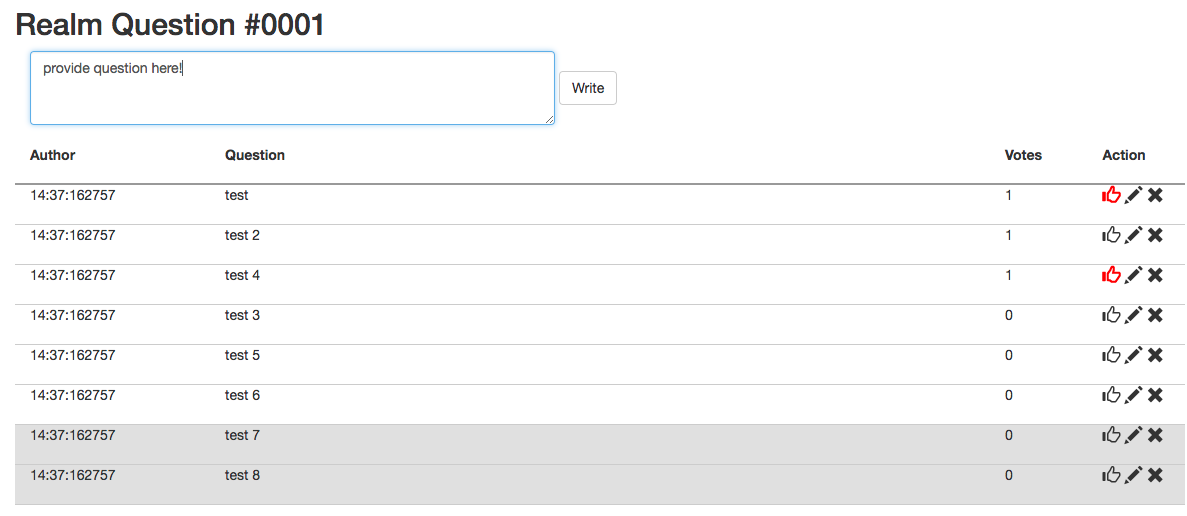 Realm Question #0001
provide question here!
Write
Author Question Votes Action
14:37:162757 test 1
14:37:162757 test 2 1
14:37:162757 test 4 1
14:37:162757 test 3 0
14:37:162757 test 5 0
14:37:162757 test 6 0
14:37:162757 test 7 0
14:37:162757 test 8 0